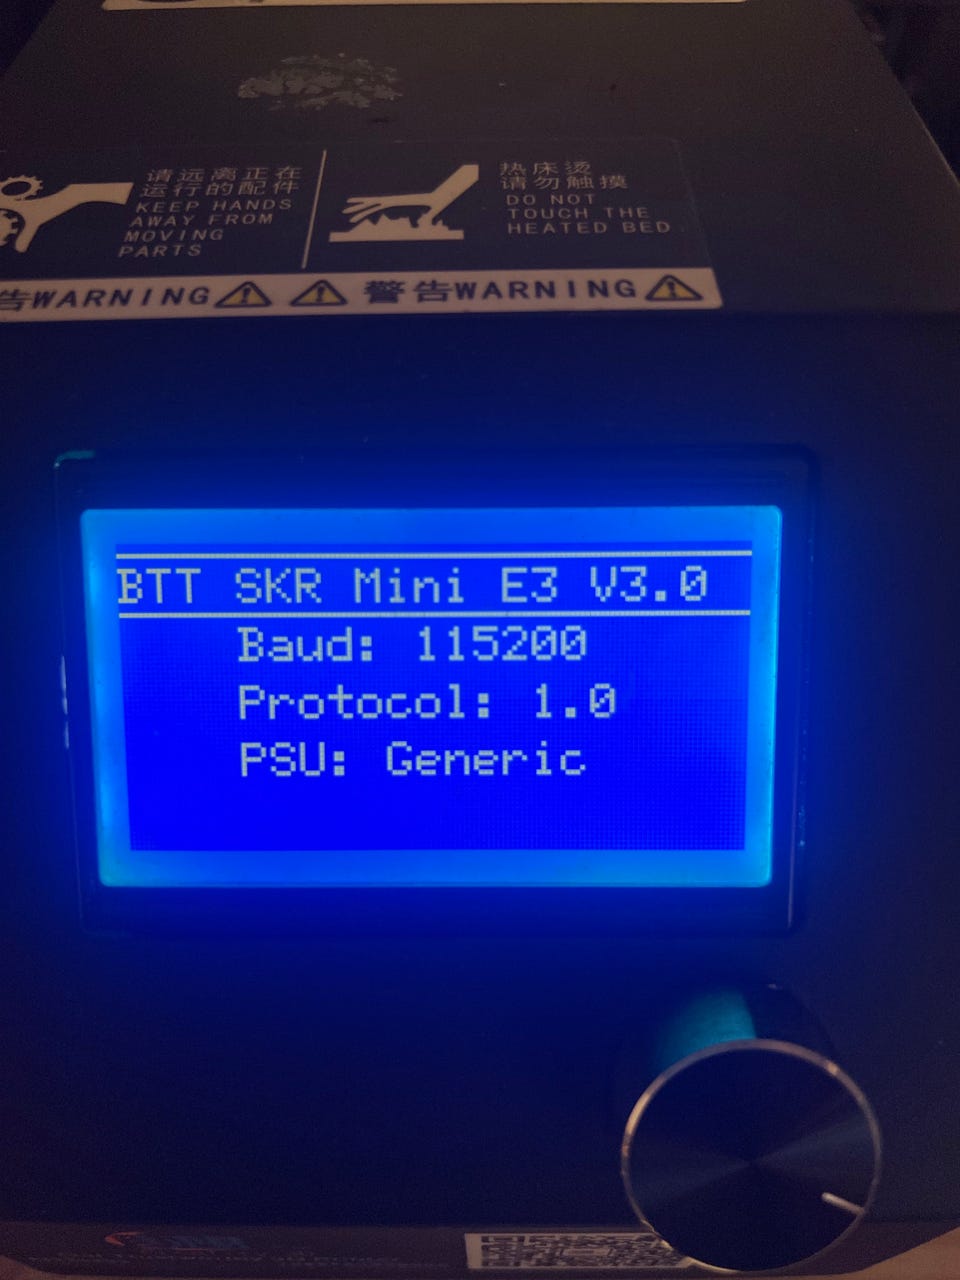 请远离正在
运行的配件
KEEP HANDS
AWAY FROM
MOVING
PARTS
热床烫
请勿触摸
DO NOT
TOUCH THE
HEATED BED
告WARNING
警告WARNING
BTT SKR Mini E3 V3.0
Baud: 115200
Protocol: 1.0
PSU: Generic